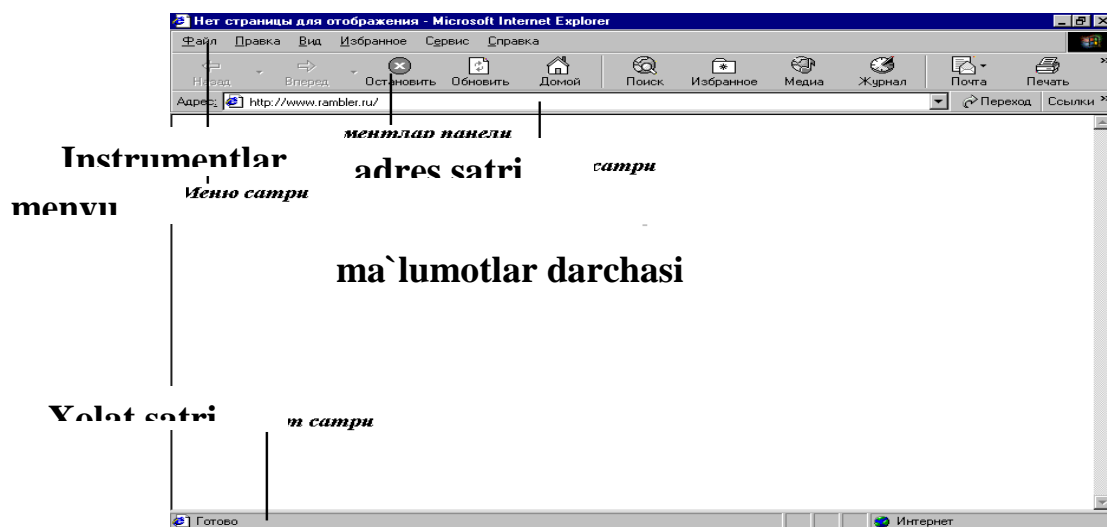 Нет страницы для отображения - Microsoft Internet Explorer
Файл Правка Вид Избранное Сервис Справка
Назад Вперед Остановить Обновить Домой Поиск Избранное Медиа Журнал Почта Печать »
Адрес: http://www.rambler.ru/ Переход Ссылки »
ментлар панели
Instrumentlar adres satri сатри
Меню сатри
menyu
ma`lumotlar darchasi
Xolat satri т сатри
Готово Интернет